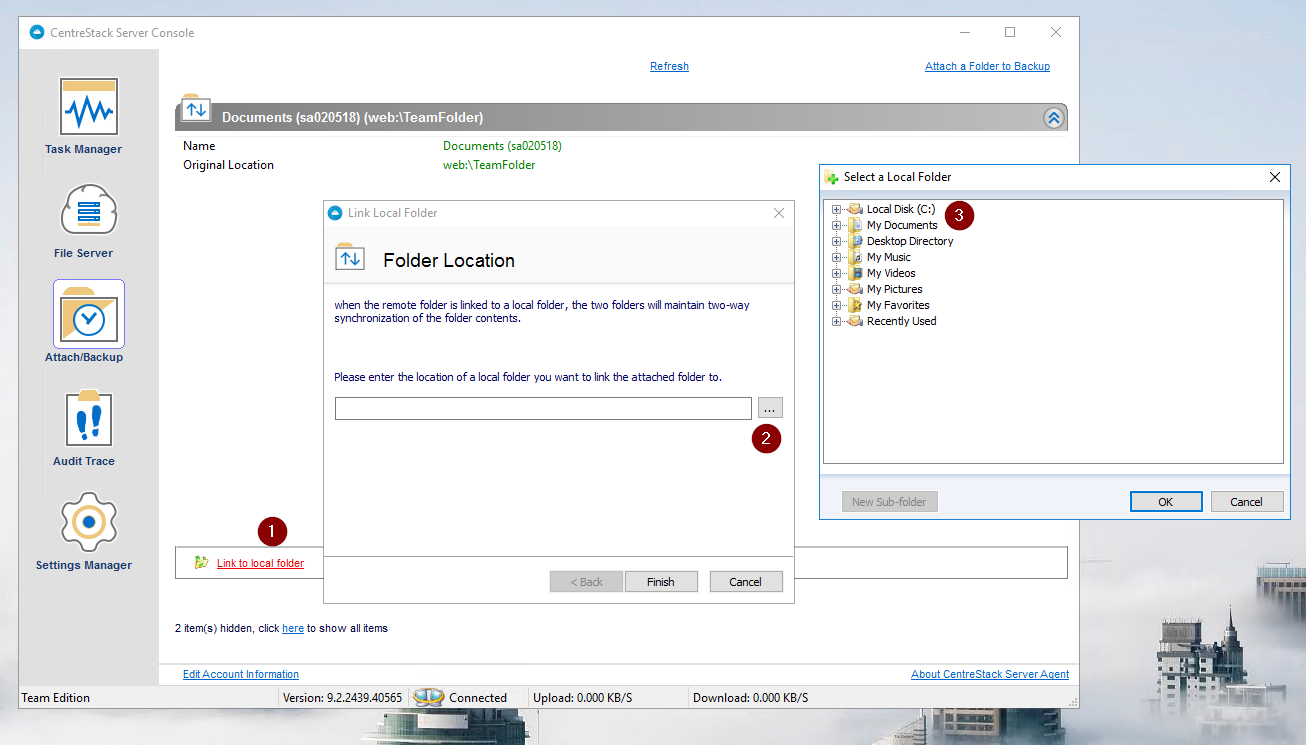 CentreStack Server Console
Refresh
Attach a Folder to Backup
Task Manager
File Server
Attach/Backup
Audit Trace
Settings Manager
Documents (sa020518) (web:\TeamFolder)
Name
Documents (sa020518)
Original Location
web:\TeamFolder
Link Local Folder
Folder Location
when the remote folder is linked to a local folder, the two folders will maintain two-way
synchronization of the folder contents.
Please enter the location of a local folder you want to link the attached folder to.
...
2
< Back
Finish
Cancel
Select a Local Folder
Local Disk (C:)
3
My Documents
Desktop Directory
My Music
My Videos
My Pictures
My Favorites
Recently Used
New Sub-folder
OK
Cancel
1
Link to local folder
2 item(s) hidden, click here to show all items
Edit Account Information
About CentreStack Server Agent
Team Edition
Version: 9.2.2439.40565
Connected
Upload: 0.000 KB/S
Download: 0.000 KB/S